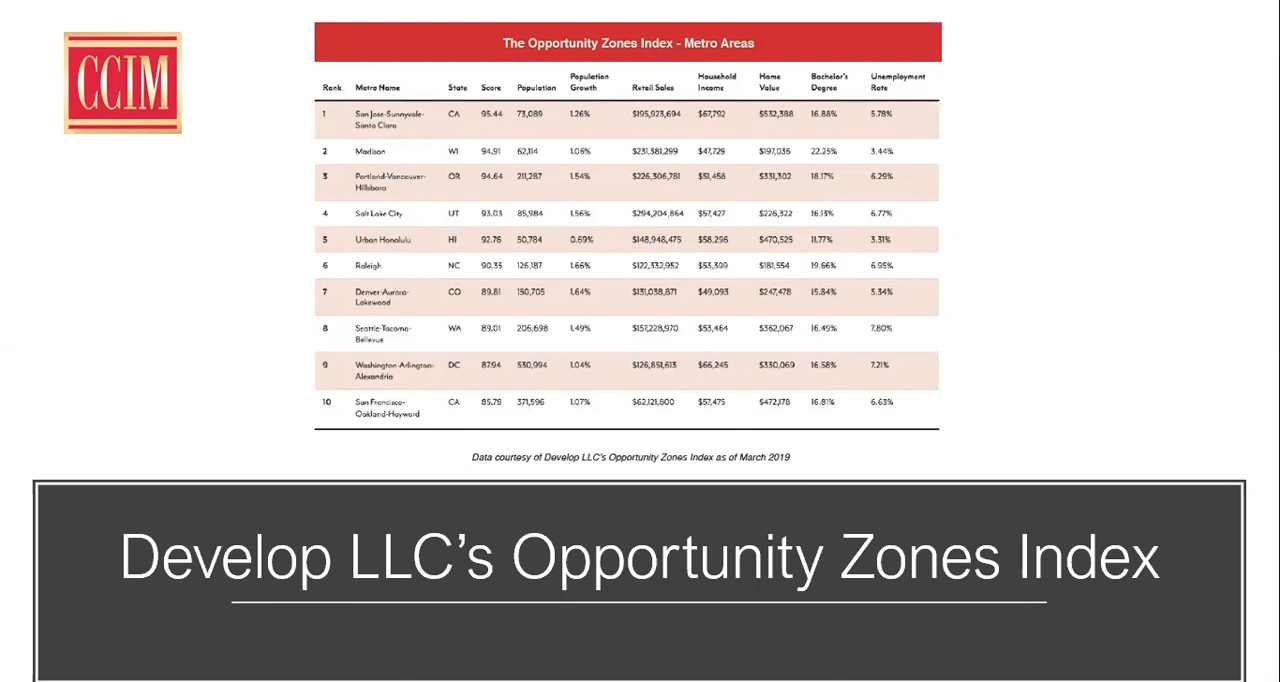 CCIM
The Opportunity Zones Index - Metro Areas
Rank Metro Name State Score Population Population Growth Retail Sales Household Income Home Value Bachelor's Degree Unemployment Rate
1 San Jose-Sunnyvale-Santa Clara CA 95.44 73,089 1.26% $195,923,694 $67,792 $532,388 16.88% 5.78%
2 Madison WI 94.91 62,114 1.06% $231,381,299 $47,729 $197,036 22.25% 3.44%
3 Portland-Vancouver-Hillsboro OR 94.64 211,287 1.54% $226,306,781 $51,458 $331,302 18.17% 6.29%
4 Salt Lake City UT 93.03 85,984 1.56% $294,204,864 $57,427 $226,322 16.13% 6.77%
5 Urban Honolulu HI 92.76 50,784 0.69% $148,948,475 $58,296 $470,525 11.77% 3.31%
6 Raleigh NC 90.35 126,187 1.66% $122,332,952 $53,399 $181,554 19.66% 6.95%
7 Denver-Aurora-Lakewood CO 89.81 150,705 1.64% $131,038,871 $49,093 $247,478 15.84% 5.34%
8 Seattle-Tacoma-Bellevue WA 89.01 206,698 1.49% $157,228,970 $53,464 $362,067 16.49% 7.80%
9 Washington-Arlington-Alexandria DC 87.94 530,994 1.04% $126,851,613 $66,245 $330,069 16.58% 7.21%
10 San Francisco-Oakland-Hayward CA 85.79 371,596 1.07% $62,121,800 $57,475 $472,178 16.81% 6.63%
Data courtesy of Develop LLC's Opportunity Zones Index as of March 2019
Develop LLC’s Opportunity Zones Index